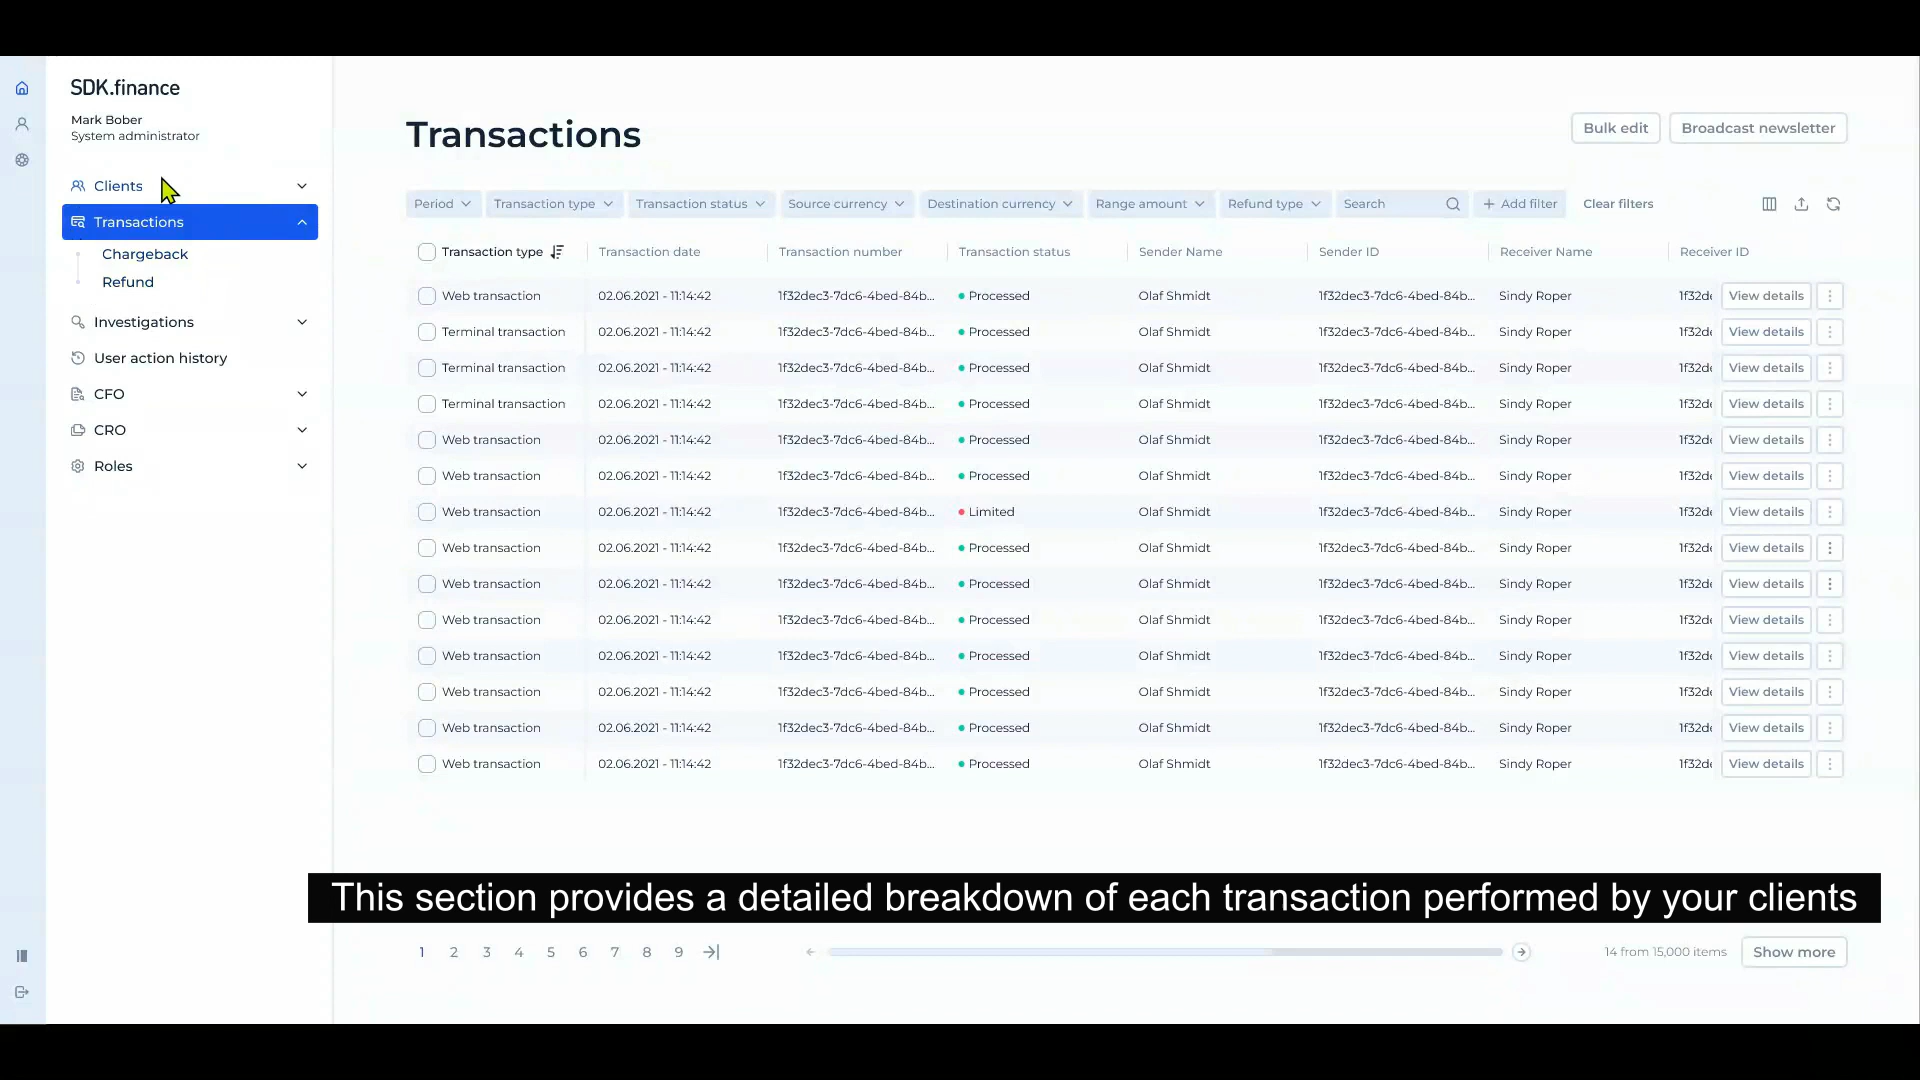 SDK.finance
Mark Bober
System administrator
Clients
Transactions
Chargeback
Refund
Investigations
User action history
CFO
CRO
Roles
Transactions
Bulk edit Broadcast newsletter
Period Transaction type Transaction status Source currency Destination currency Range amount Refund type Search + Add filter Clear filters
Transaction type Transaction date Transaction number Transaction status Sender Name Sender ID Receiver Name Receiver ID
Web transaction 02.06.2021 - 11:14:42 1f32dec3-7dc6-4bed-84b... Processed Olaf Shmidt 1f32dec3-7dc6-4bed-84b... Sindy Roper 1f32d View details
Terminal transaction 02.06.2021 - 11:14:42 1f32dec3-7dc6-4bed-84b... Processed Olaf Shmidt 1f32dec3-7dc6-4bed-84b... Sindy Roper 1f32d View details
Terminal transaction 02.06.2021 - 11:14:42 1f32dec3-7dc6-4bed-84b... Processed Olaf Shmidt 1f32dec3-7dc6-4bed-84b... Sindy Roper 1f32d View details
Terminal transaction 02.06.2021 - 11:14:42 1f32dec3-7dc6-4bed-84b... Processed Olaf Shmidt 1f32dec3-7dc6-4bed-84b... Sindy Roper 1f32d View details
Web transaction 02.06.2021 - 11:14:42 1f32dec3-7dc6-4bed-84b... Processed Olaf Shmidt 1f32dec3-7dc6-4bed-84b... Sindy Roper 1f32d View details
Web transaction 02.06.2021 - 11:14:42 1f32dec3-7dc6-4bed-84b... Processed Olaf Shmidt 1f32dec3-7dc6-4bed-84b... Sindy Roper 1f32d View details
Web transaction 02.06.2021 - 11:14:42 1f32dec3-7dc6-4bed-84b... Limited Olaf Shmidt 1f32dec3-7dc6-4bed-84b... Sindy Roper 1f32d View details
Web transaction 02.06.2021 - 11:14:42 1f32dec3-7dc6-4bed-84b... Processed Olaf Shmidt 1f32dec3-7dc6-4bed-84b... Sindy Roper 1f32d View details
Web transaction 02.06.2021 - 11:14:42 1f32dec3-7dc6-4bed-84b... Processed Olaf Shmidt 1f32dec3-7dc6-4bed-84b... Sindy Roper 1f32d View details
Web transaction 02.06.2021 - 11:14:42 1f32dec3-7dc6-4bed-84b... Processed Olaf Shmidt 1f32dec3-7dc6-4bed-84b... Sindy Roper 1f32d View details
Web transaction 02.06.2021 - 11:14:42 1f32dec3-7dc6-4bed-84b... Processed Olaf Shmidt 1f32dec3-7dc6-4bed-84b... Sindy Roper 1f32d View details
Web transaction 02.06.2021 - 11:14:42 1f32dec3-7dc6-4bed-84b... Processed Olaf Shmidt 1f32dec3-7dc6-4bed-84b... Sindy Roper 1f32d View details
Web transaction 02.06.2021 - 11:14:42 1f32dec3-7dc6-4bed-84b... Processed Olaf Shmidt 1f32dec3-7dc6-4bed-84b... Sindy Roper 1f32d View details
Web transaction 02.06.2021 - 11:14:42 1f32dec3-7dc6-4bed-84b... Processed Olaf Shmidt 1f32dec3-7dc6-4bed-84b... Sindy Roper 1f32d View details
This section provides a detailed breakdown of each transaction performed by your clients
1 2 3 4 5 6 7 8 9 14 from 15,000 items Show more